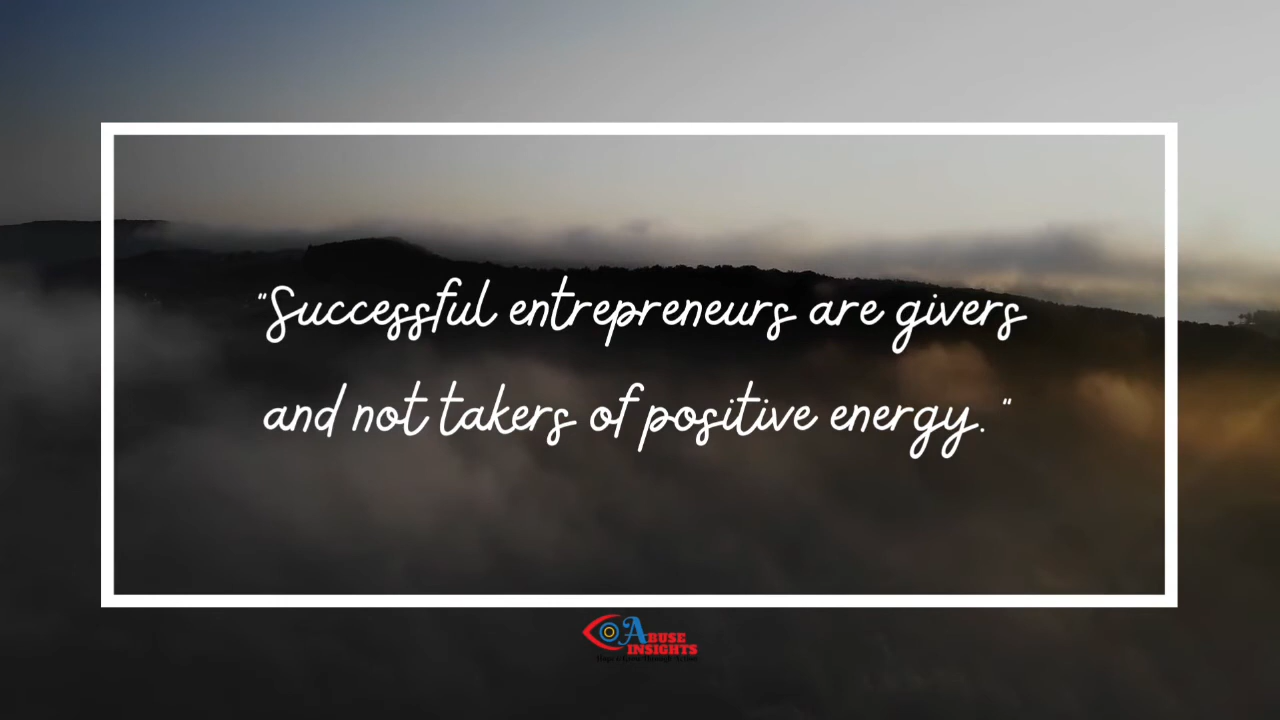 "Successful entrepreneurs are givers
and not takers of positive energy."
ABUSE
INSIGHTS